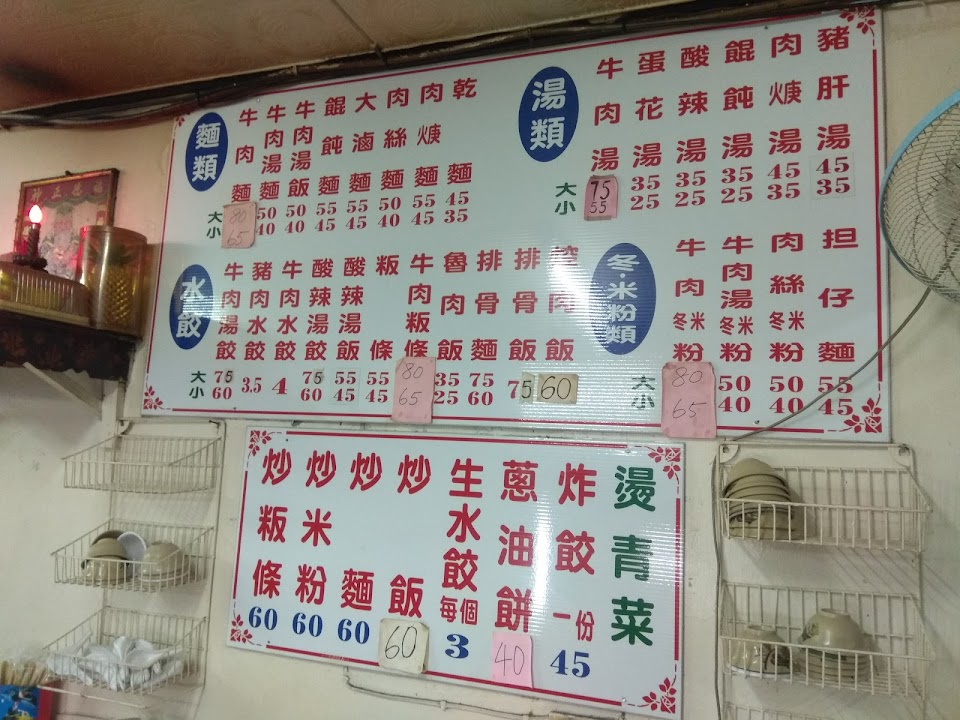 麵類
大
小
牛肉麵 80 65
牛肉湯麵 50 40
牛肉湯飯 50 40
餛飩麵 55 45
大滷麵 55 45
肉絲麵 50 40
肉焿麵 55 45
乾麵 45 35
湯類
大
小
牛肉湯 75 55
蛋花湯 35 25
酸辣湯 35 25
餛飩湯 35 25
肉焿湯 45 35
豬肝湯 45 35
水餃
大
小
牛肉湯餃 75 60
豬肉水餃 3.5
牛肉水餃 4
酸辣湯餃 75 60
酸辣湯飯 55 45
粄條 55 45
牛肉粄條 80 65
魯肉飯 35 25
排骨麵 75 60
排骨飯 75
肉飯 60
冬·米粉類
大
小
牛肉冬米粉 80 65
牛肉湯冬米粉 50 40
肉絲冬米粉 50 40
担仔麵 55 45
炒粄條 60
炒米粉 60
炒麵 60
炒飯 60
生水餃每個 3
蔥油餅 40
炸餃一份 45
燙青菜